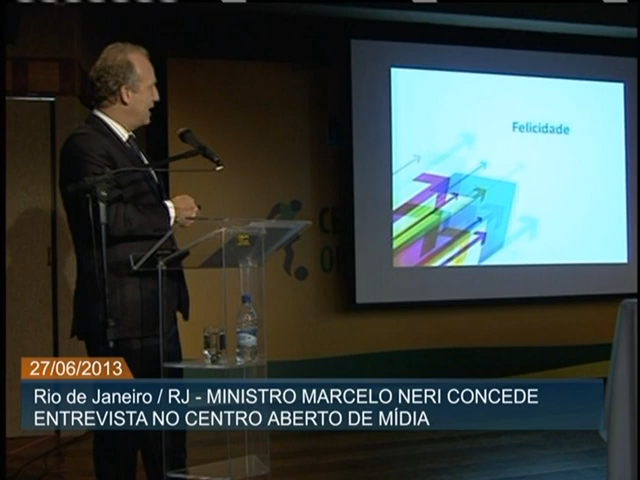 Felicidade
27/06/2013
Rio de Janeiro / RJ - MINISTRO MARCELO NERI CONCEDE
ENTREVISTA NO CENTRO ABERTO DE MÍDIA